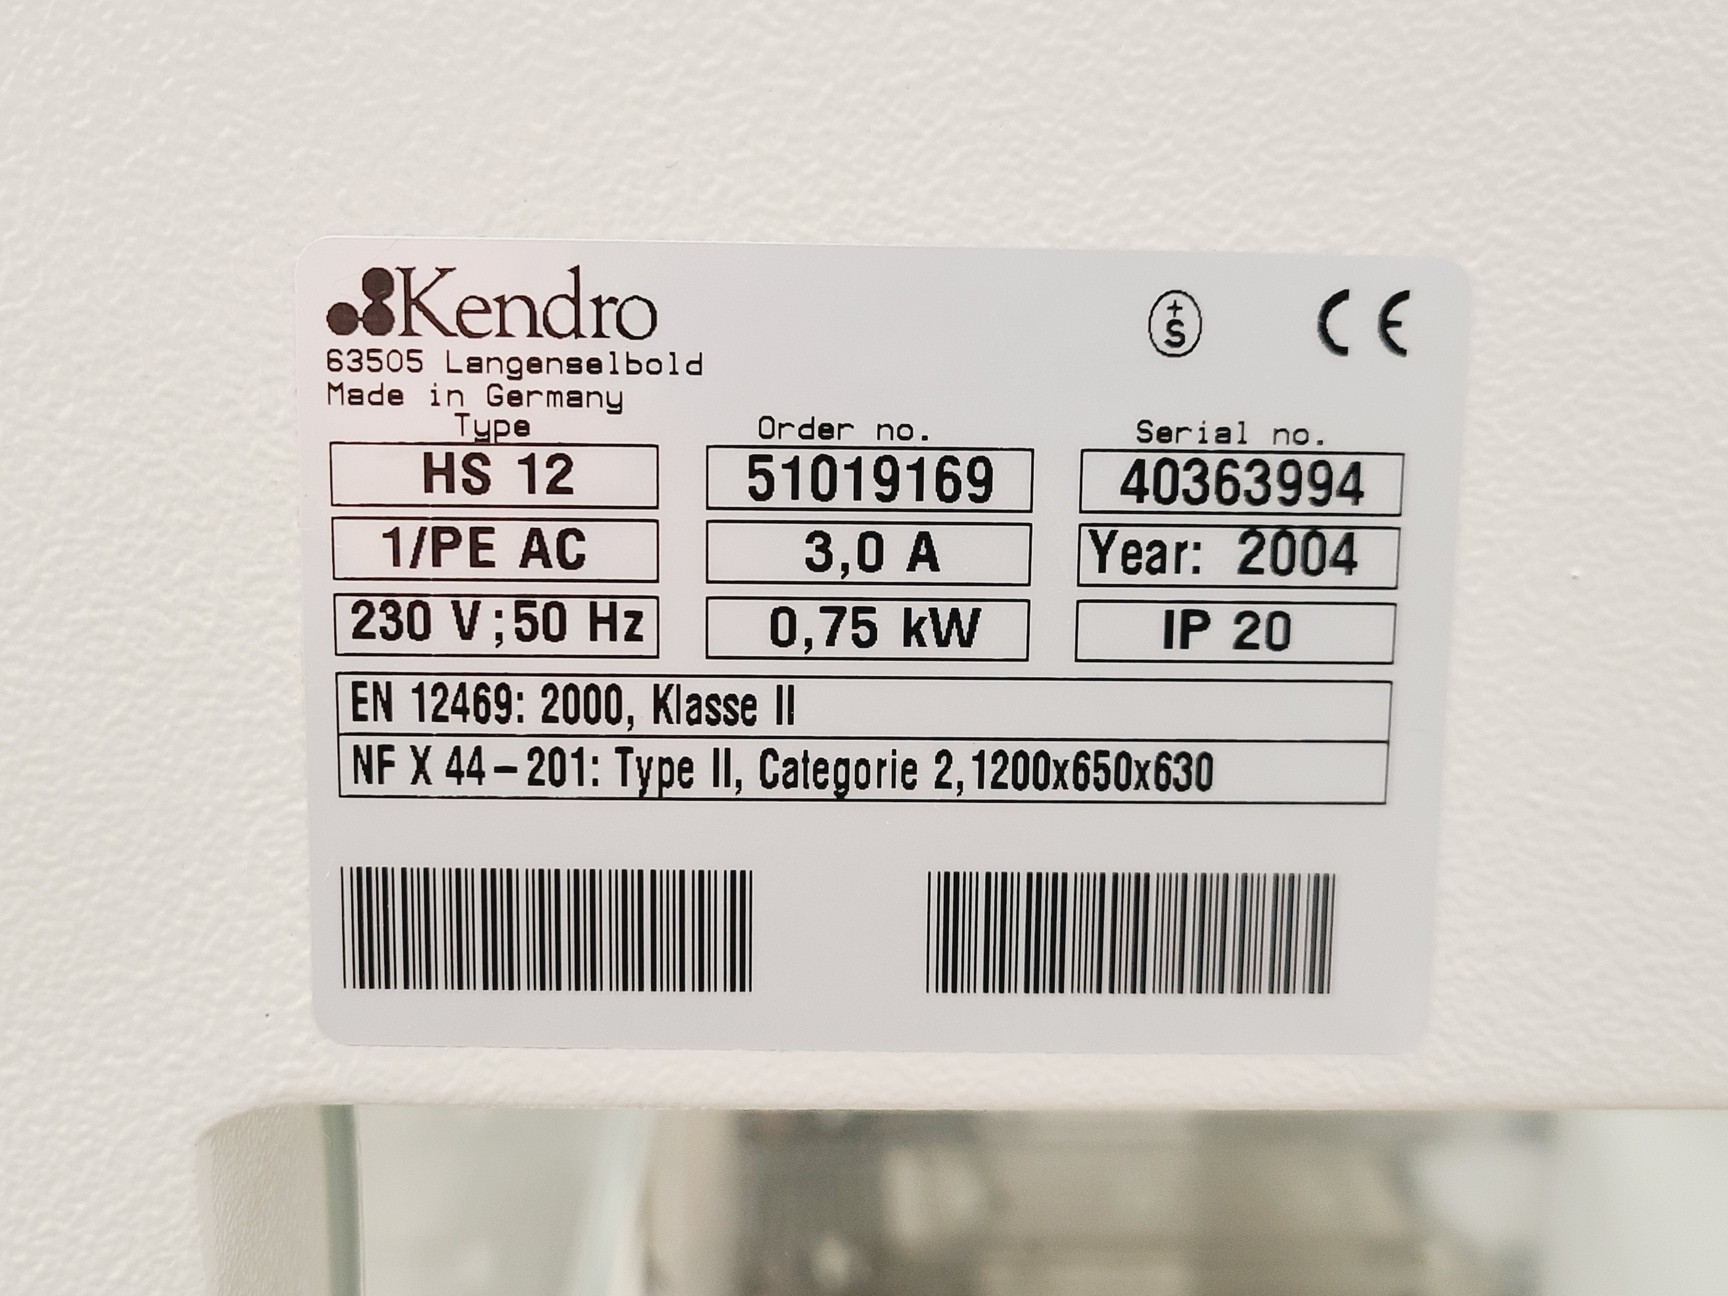 Kendro
63505 Langenselbold
Made in Germany
S
CE
Type Order no. Serial no.
HS 12 51019169 40363994
1/PE AC 3,0 A Year: 2004
230 V;50 Hz 0,75 kW IP 20
EN 12469: 2000, Klasse II
NF X 44-201: Type II, Categorie 2,1200x650x630